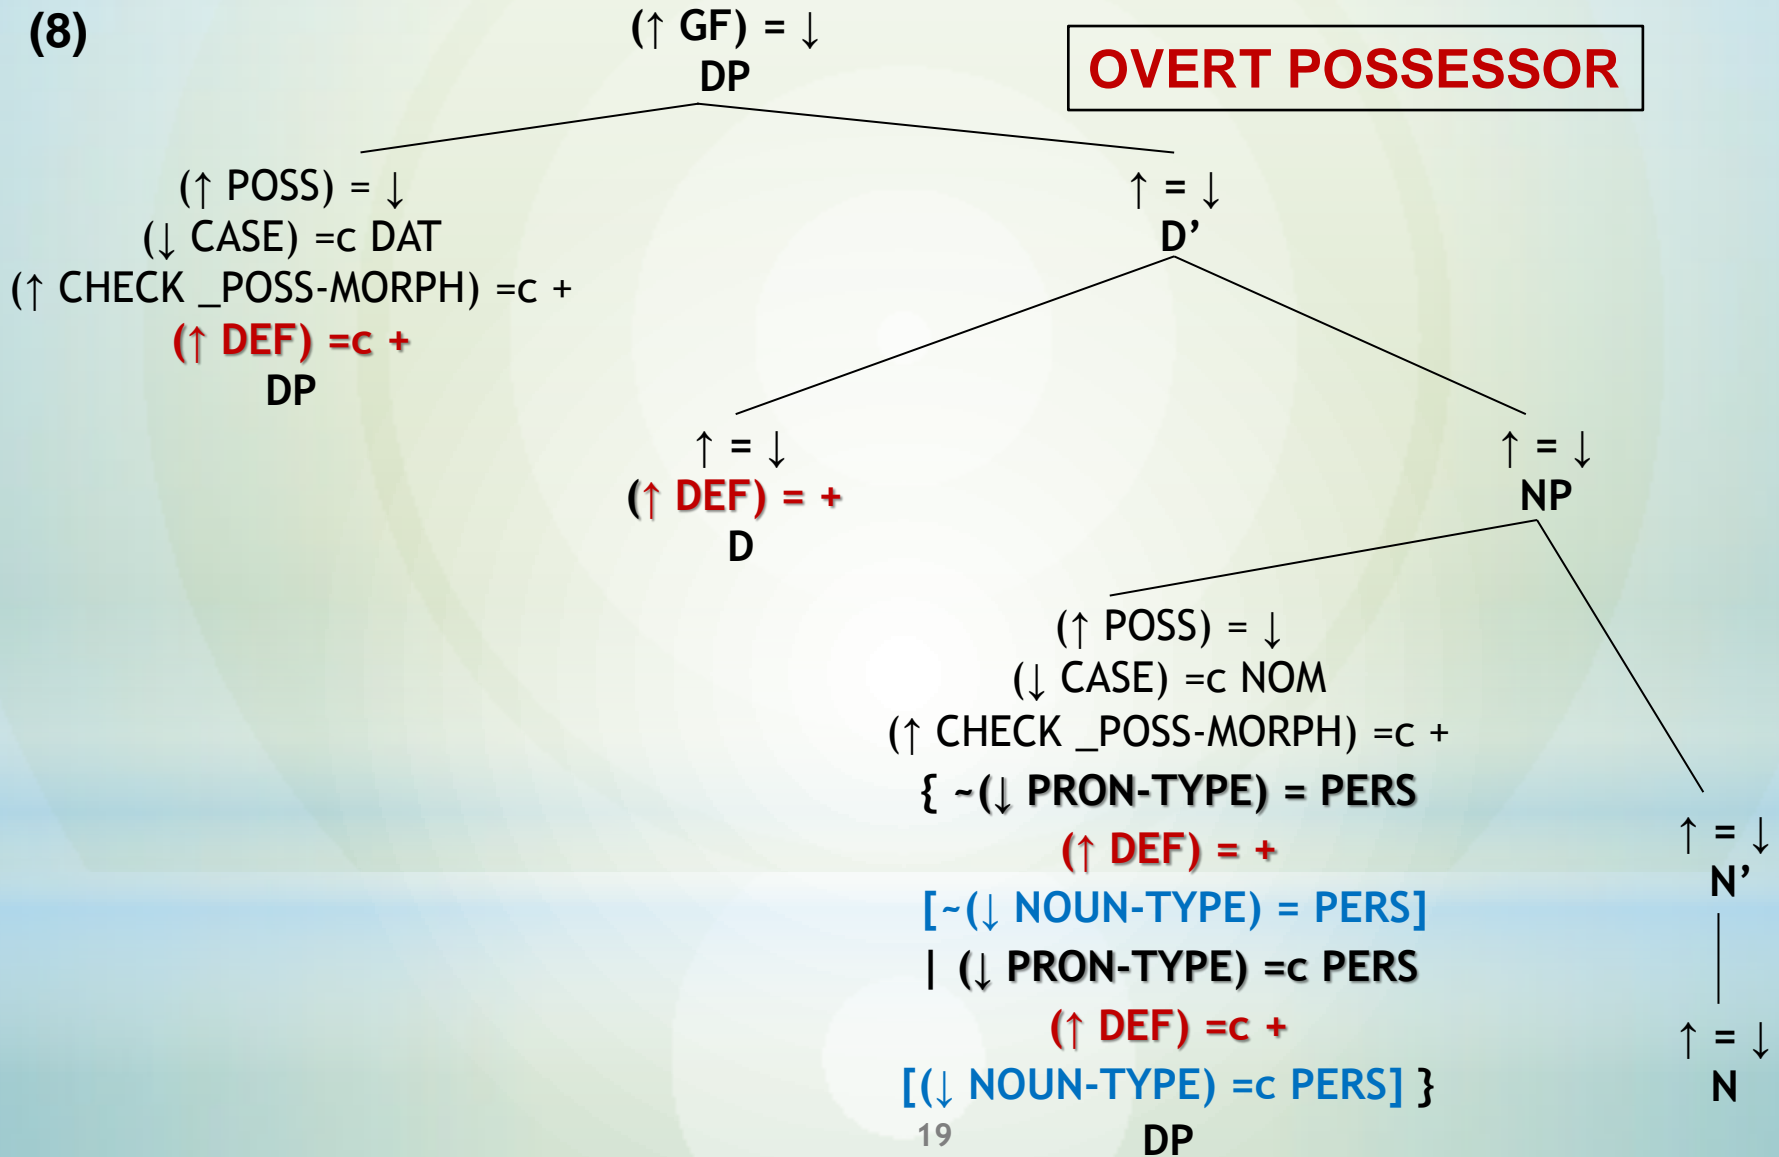 (8)
(↑ GF) = ↓
DP
OVERT POSSESSOR
(↑ POSS) = ↓
(↓ CASE) =c DAT
(↑ CHECK _POSS-MORPH) =c +
(↑ DEF) =c +
DP
↑ = ↓
D’
↑ = ↓
(↑ DEF) = +
D
↑ = ↓
NP
(↑ POSS) = ↓
(↓ CASE) =c NOM
(↑ CHECK _POSS-MORPH) =c +
{ ~(↓ PRON-TYPE) = PERS
(↑ DEF) = +
[~(↓ NOUN-TYPE) = PERS]
| (↓ PRON-TYPE) =c PERS
(↑ DEF) =c +
[(↓ NOUN-TYPE) =c PERS] }
DP
↑ = ↓
N’
↑ = ↓
N
19